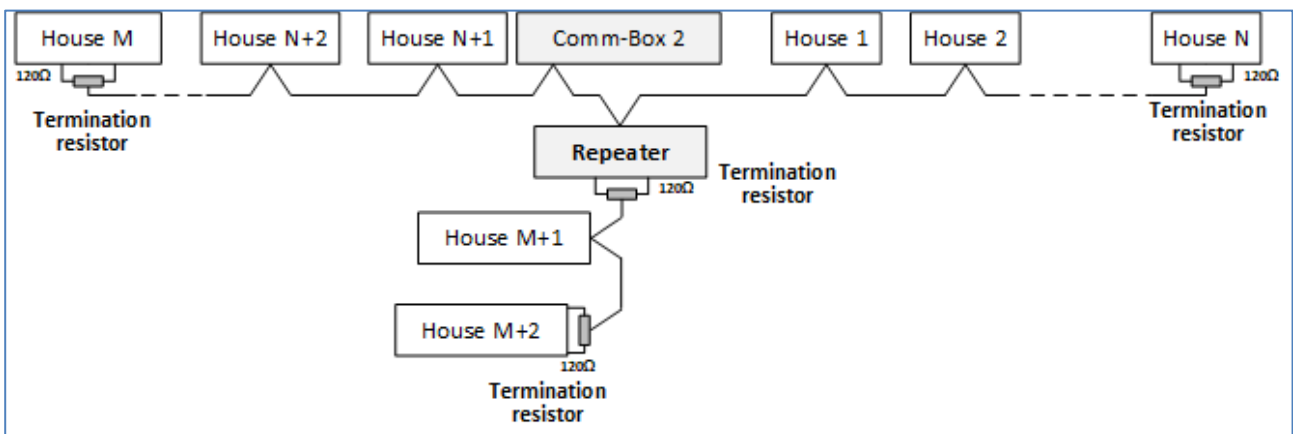 House M
House N+2
House N+1
Comm-Box 2
House 1
House 2
House N
120Ω
120Ω
Termination
resistor
Termination
resistor
Repeater
120Ω
Termination
resistor
House M+1
House M+2
120Ω
Termination
resistor